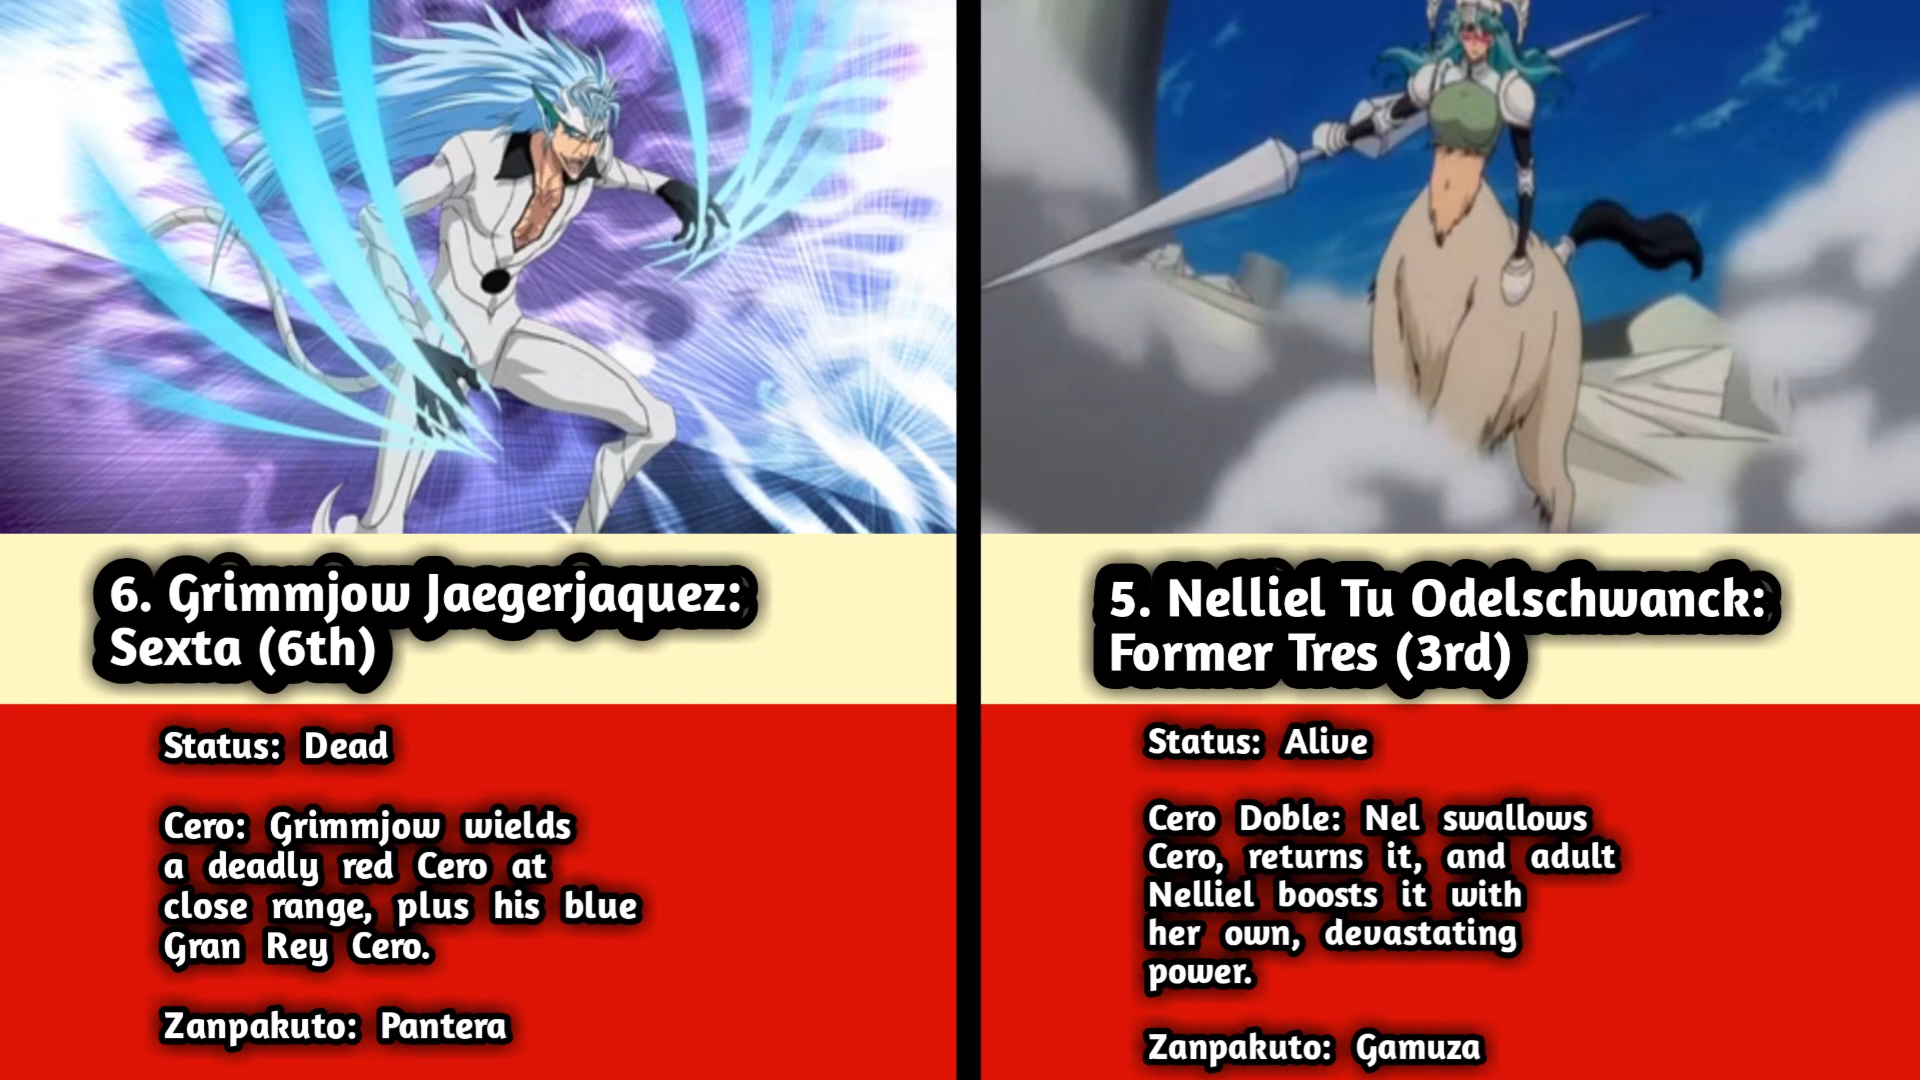 6. Grimmjow Jaegerjaquez:
Sexta (6th)
Status: Dead
Cero: Grimmjow wields
a deadly red Cero at
close range, plus his blue
Gran Rey Cero.
Zanpakuto: Pantera
5. Nelliel Tu Odelschwanck:
Former Tres (3rd)
Status: Alive
Cero Doble: Nel swallows
Cero, returns it, and adult
Nelliel boosts it with
her own, devastating
power.
Zanpakuto: Gamuza